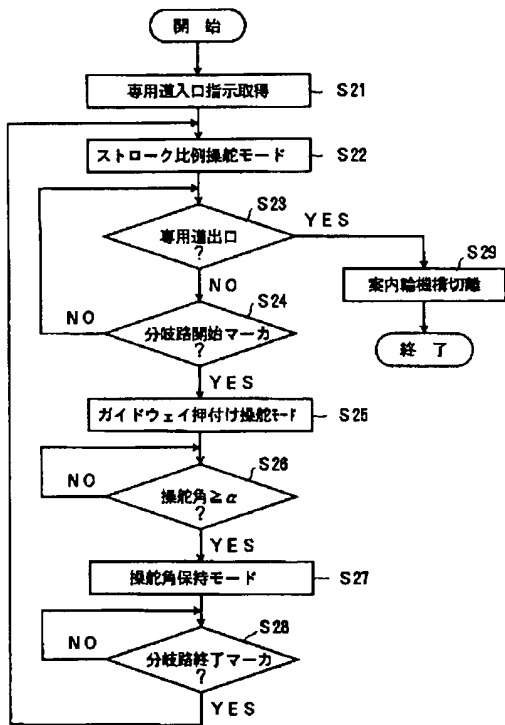 開 始
専用道入口指示取得
S21
ストローク比例操舵モード
S22
S23
専用道出口
?
YES
NO
S29
案内輪機構切離
終 了
S24
分岐路開始マーカ
?
NO
YES
ガイドウェイ押付け操舵モード
S25
S26
操舵角≧α
?
NO
YES
操舵角保持モード
S27
S28
分岐路終了マーカ
?
NO
YES